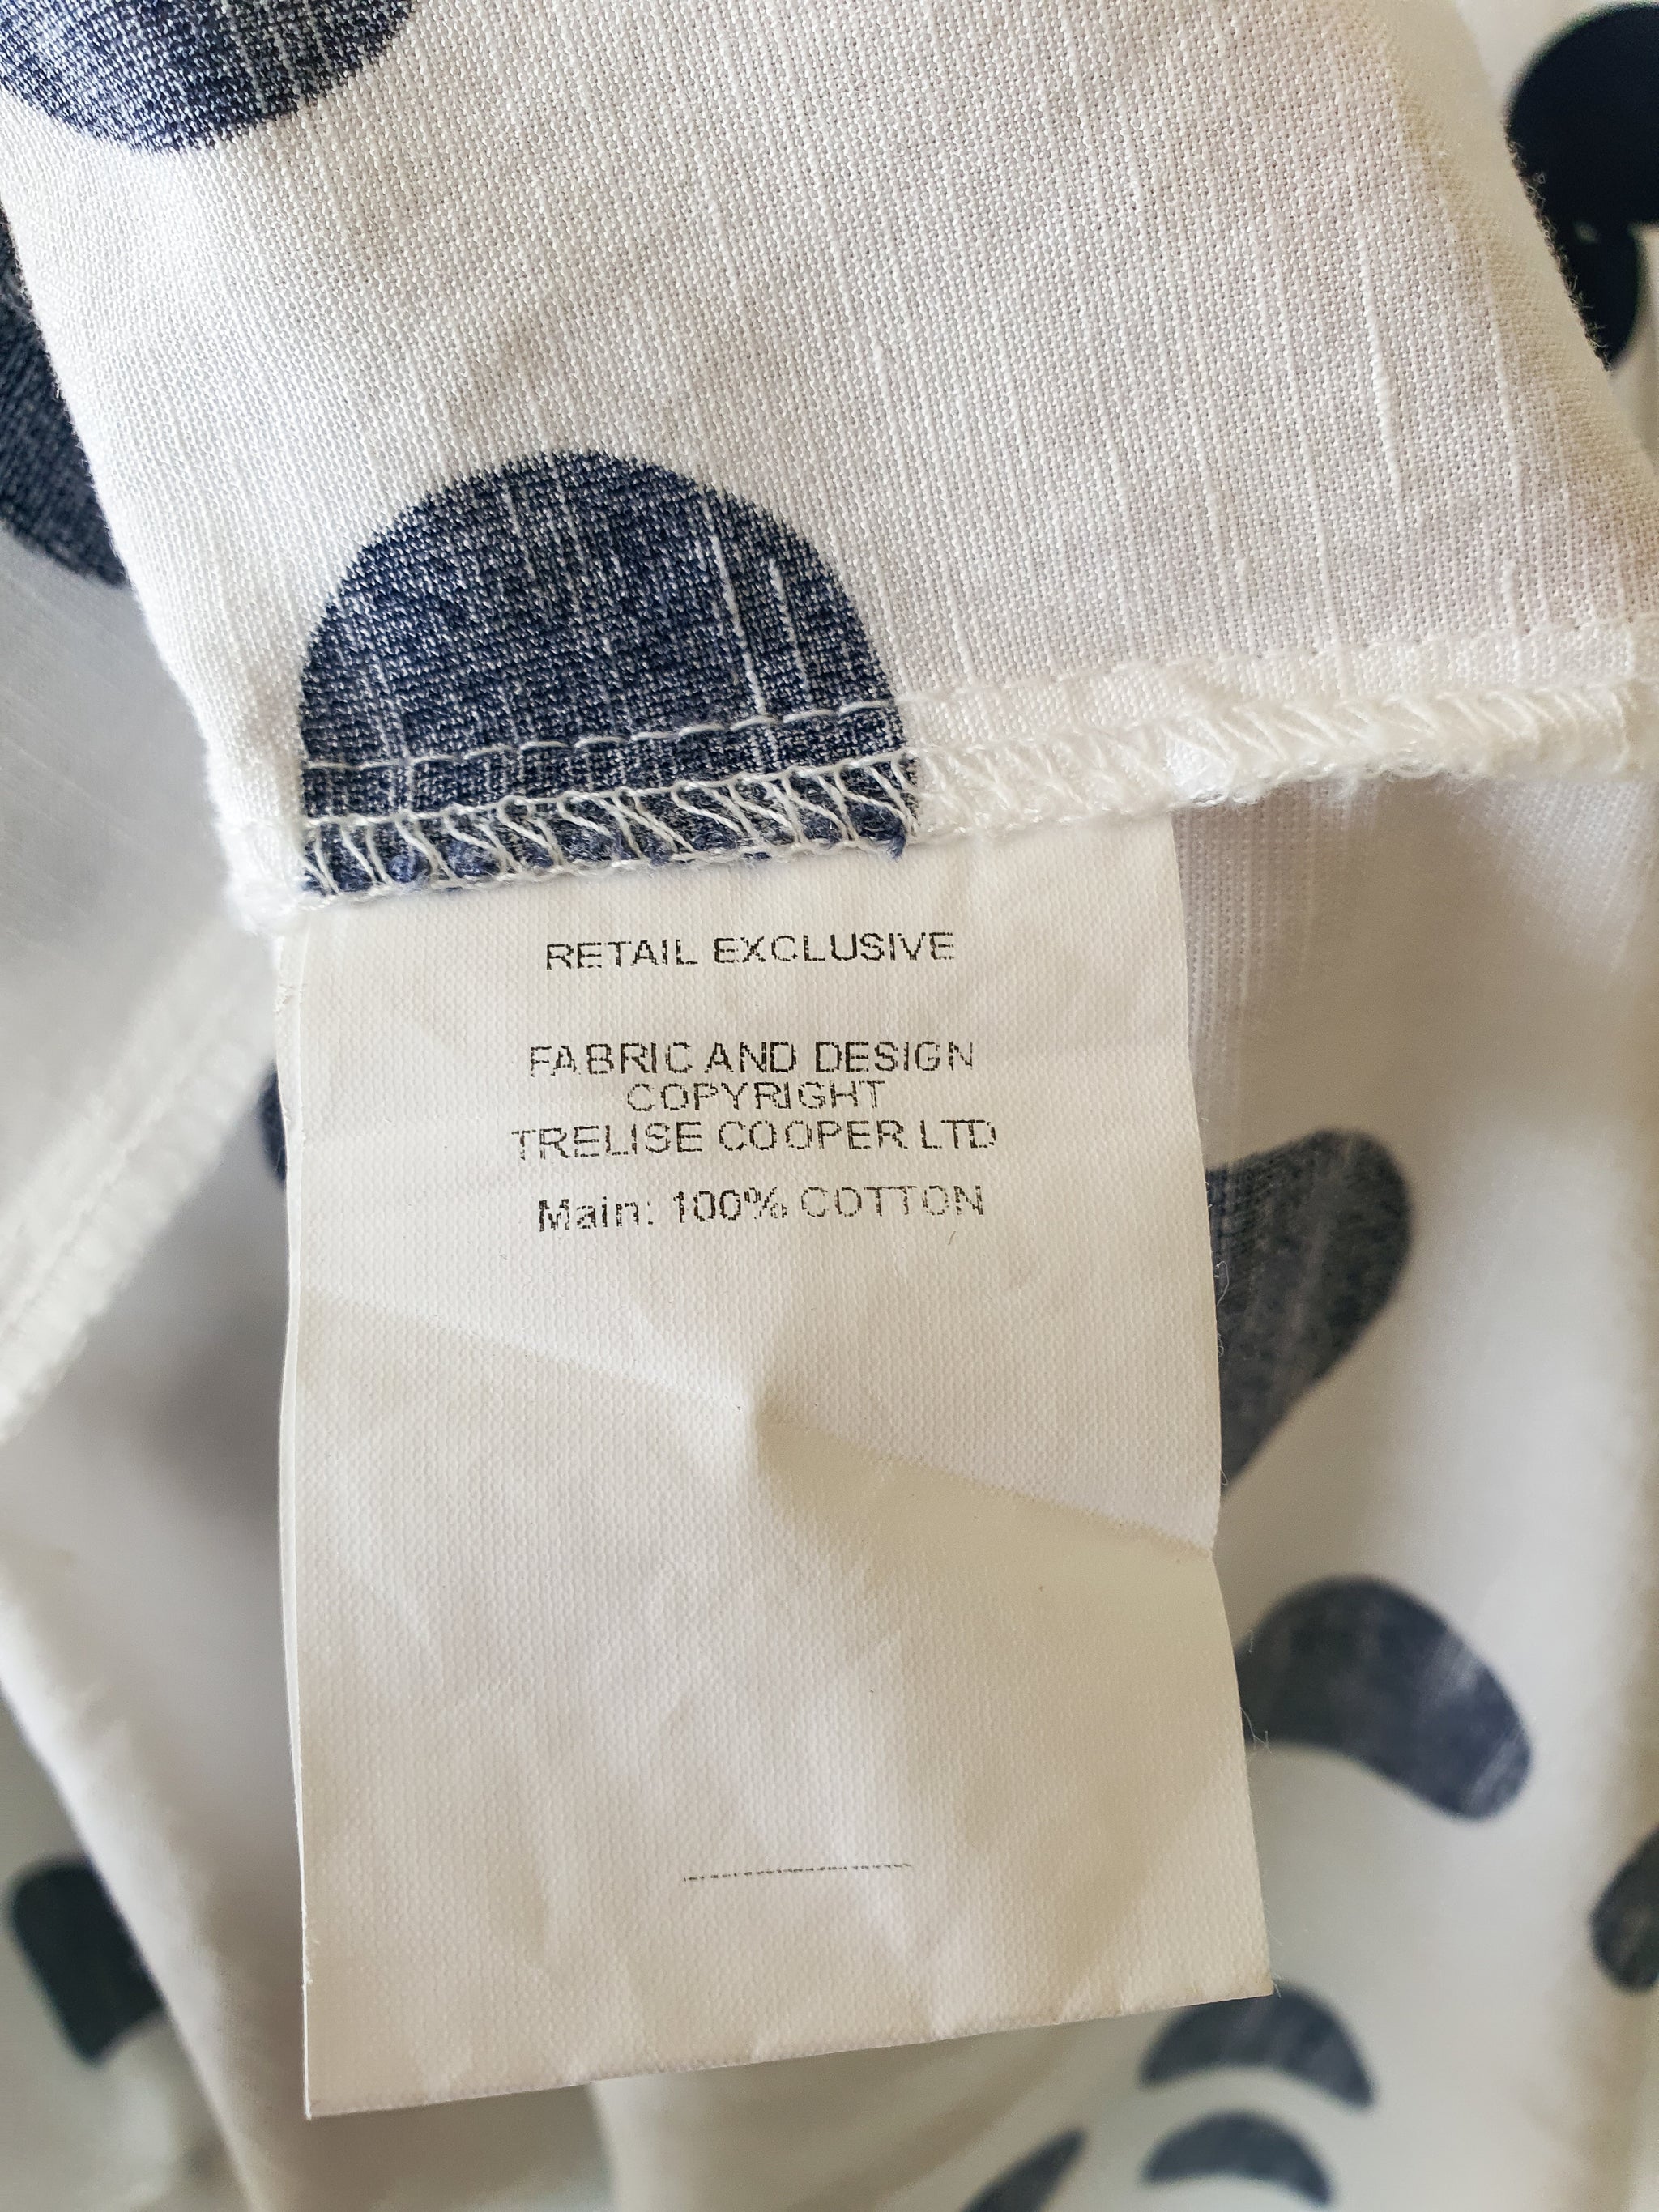 RETAIL EXCLUSIVE
FABRIC AND DESIGN
COPYRIGHT
TRELISE COOPER LTD
Main: 100% COTTON